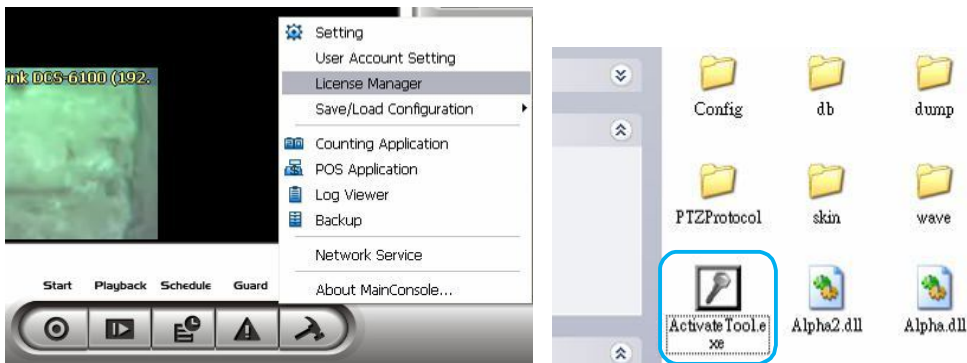 ink DCS-6100 (192.
Setting
User Account Setting
License Manager
Save/Load Configuration
Counting Application
POS Application
Log Viewer
Backup
Network Service
About MainConsole...
Start Playback Schedule Guard
Config db dump
PTZProtocol skin wave
ActivateTool.e
xe
Alpha2.dll Alpha.dll